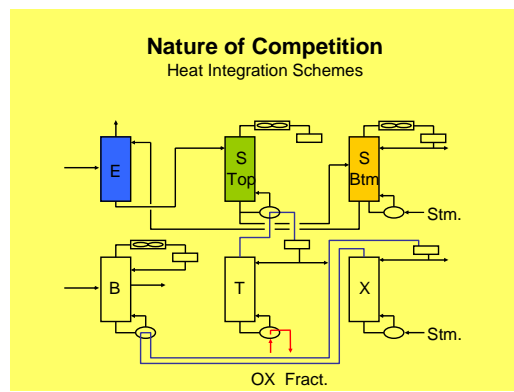 Nature of Competition
Heat Integration Schemes
E
S
Top
S
Btm
Stm.
B
T
X
Stm.
OX Fract.